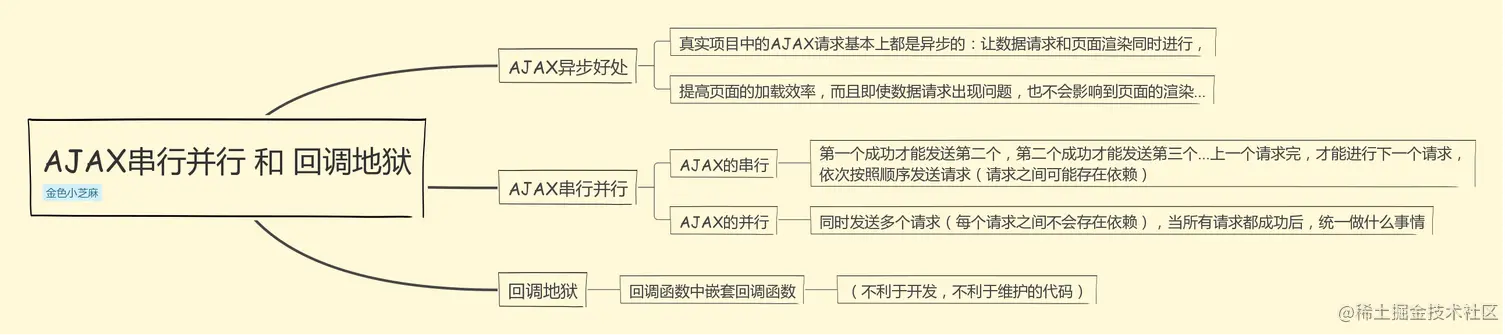 AJAX串行并行 和 回调地狱
金色小芝麻
AJAX异步好处
真实项目中的AJAX请求基本上都是异步的：让数据请求和页面渲染同时进行，
提高页面的加载效率，而且即使数据请求出现问题，也不会影响到页面的渲染...
AJAX串行并行
AJAX的串行
第一个成功才能发送第二个，第二个成功才能发送第三个...上一个请求完，才能进行下一个请求，
依次按照顺序发送请求（请求之间可能存在依赖）
AJAX的并行
同时发送多个请求（每个请求之间不会存在依赖），当所有请求都成功后，统一做什么事情
回调地狱
回调函数中嵌套回调函数
（不利于开发，不利于维护的代码）
@稀土掘金技术社区